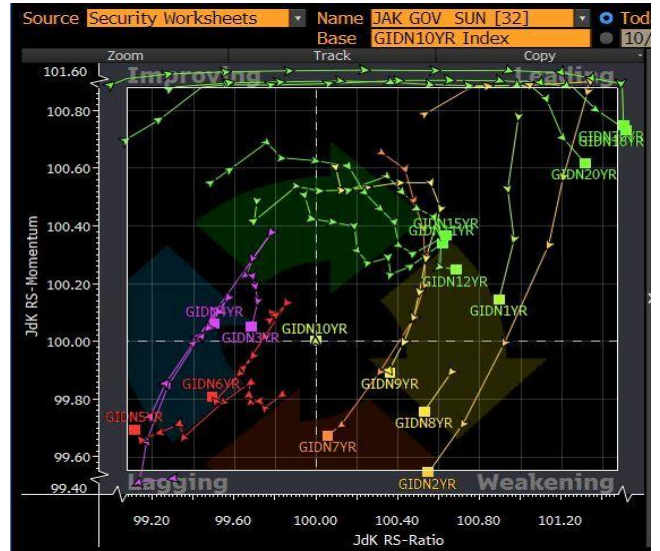 Source Security Worksheets Name JAK GOV SUN [32] Toda
Base GIDN10YR Index 10/
Zoom Track Copy
Improving Leading
101.60
100.80
100.60
100.40
100.20
100.00
99.80
99.60
99.40
JdK RS-Momentum
GIDN20YR
GIDN15YR
GIDN12YR
GIDN1YR
GIDN4YR
GIDN3YR
GIDN10YR
GIDN6YR
GIDN9YR
GIDN5YR
GIDN8YR
GIDN7YR
GIDN2YR
Lagging Weakening
99.20 99.60 100.00 100.40 100.80 101.20
JdK RS-Ratio